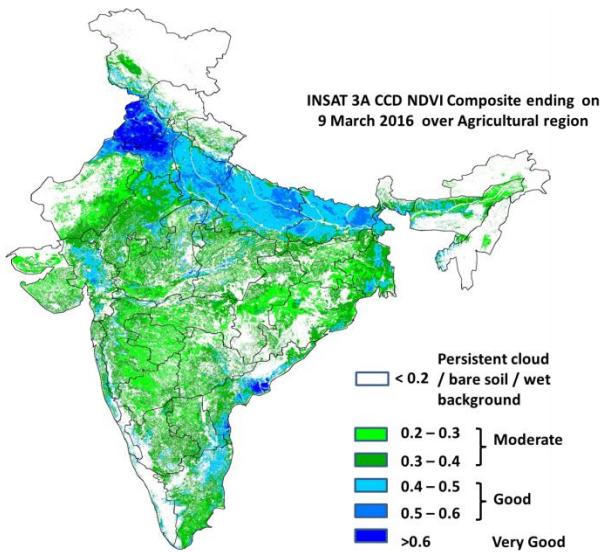 INSAT 3A CCD NDVI Composite ending on
9 March 2016 over Agricultural region
Persistent cloud
< 0.2 / bare soil / wet
background
0.2 – 0.3
Moderate
0.3 – 0.4
0.4 – 0.5
Good
0.5 – 0.6
>0.6 Very Good